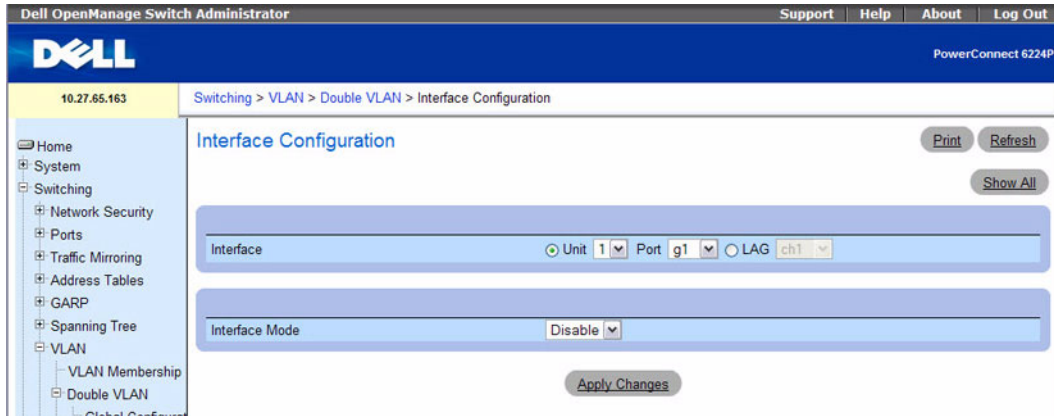 Dell OpenManage Switch Administrator Support Help About Log Out
DELL
PowerConnect 6224P
10.27.65.163 Switching > VLAN > Double VLAN > Interface Configuration
Home
System
Switching
Network Security
Ports
Traffic Mirroring
Address Tables
GARP
Spanning Tree
VLAN
VLAN Membership
Double VLAN
Interface Configuration
Print Refresh
Show All
Interface Unit 1 Port g1 LAG ch1
Interface Mode Disable
Apply Changes